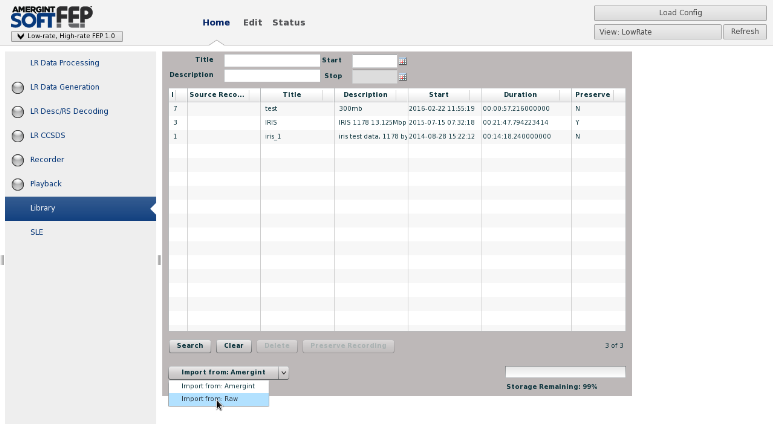 AMERGINT
SOFTFEP
Low-rate, High-rate FEP 1.0
Home Edit Status
Load Config
View: LowRate Refresh
LR Data Processing
LR Data Generation
LR Desc/RS Decoding
LR CCSDS
Recorder
Playback
Library
SLE
Title Start
Description Stop
I Source Reco... Title Description Start Duration Preserve
7 test 300mb 2016-02-22 11:55:19 00:00:57.216000000 N
3 IRIS IRIS 1178 13.125Mbp 2015-07-15 07:32:18 00:21:47.794223414 Y
1 iris_1 iris test data, 1178 by 2014-08-28 15:22:12 00:14:18.240000000 N
Search Clear Delete Preserve Recording 3 of 3
Import from: Amergint
Import from: Amergint
Import from: Raw
Storage Remaining: 99%